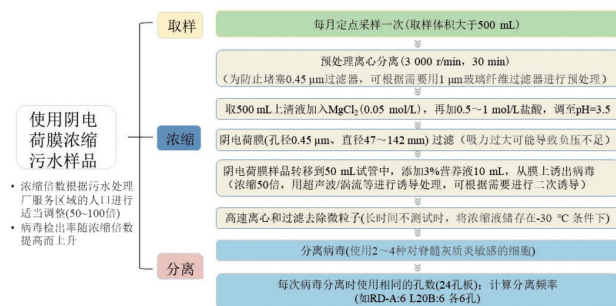 使用阴电
荷膜浓缩
污水样品
• 浓缩倍数根据污水处理
厂服务区域的人口进行
适当调整(50~100倍)
• 病毒检出率随浓缩倍数
提高而上升
取样
每月定点采样一次(取样体积大于500 mL)
浓缩
预处理离心分离(3 000 r/min，30 min)
(为防止堵塞0.45 μm过滤器，可根据需要用1 μm玻璃纤维过滤器进行预处理)
取500 mL上清液加入MgCl₂(0.05 mol/L)，再加0.5~1 mol/L盐酸，调至pH=3.5
阴电荷膜(孔径0.45 μm、直径47~142 mm) 过滤（吸力过大可能导致负压不足）
阴电荷膜样品转移到50 mL试管中，添加3%营养液10 mL，从膜上诱出病毒
（浓缩50倍，用超声波/涡流等进行诱导处理，可根据需要进行二次诱导）
高速离心和过滤去除微粒子(长时间不测试时，将浓缩液储存在-30 ℃ 条件下)
分离
分离病毒(使用2～4种对脊髓灰质炎敏感的细胞)
每次病毒分离时使用相同的孔数(24孔板)；计算分离频率
(如RD-A:6 L20B:6 各6孔)